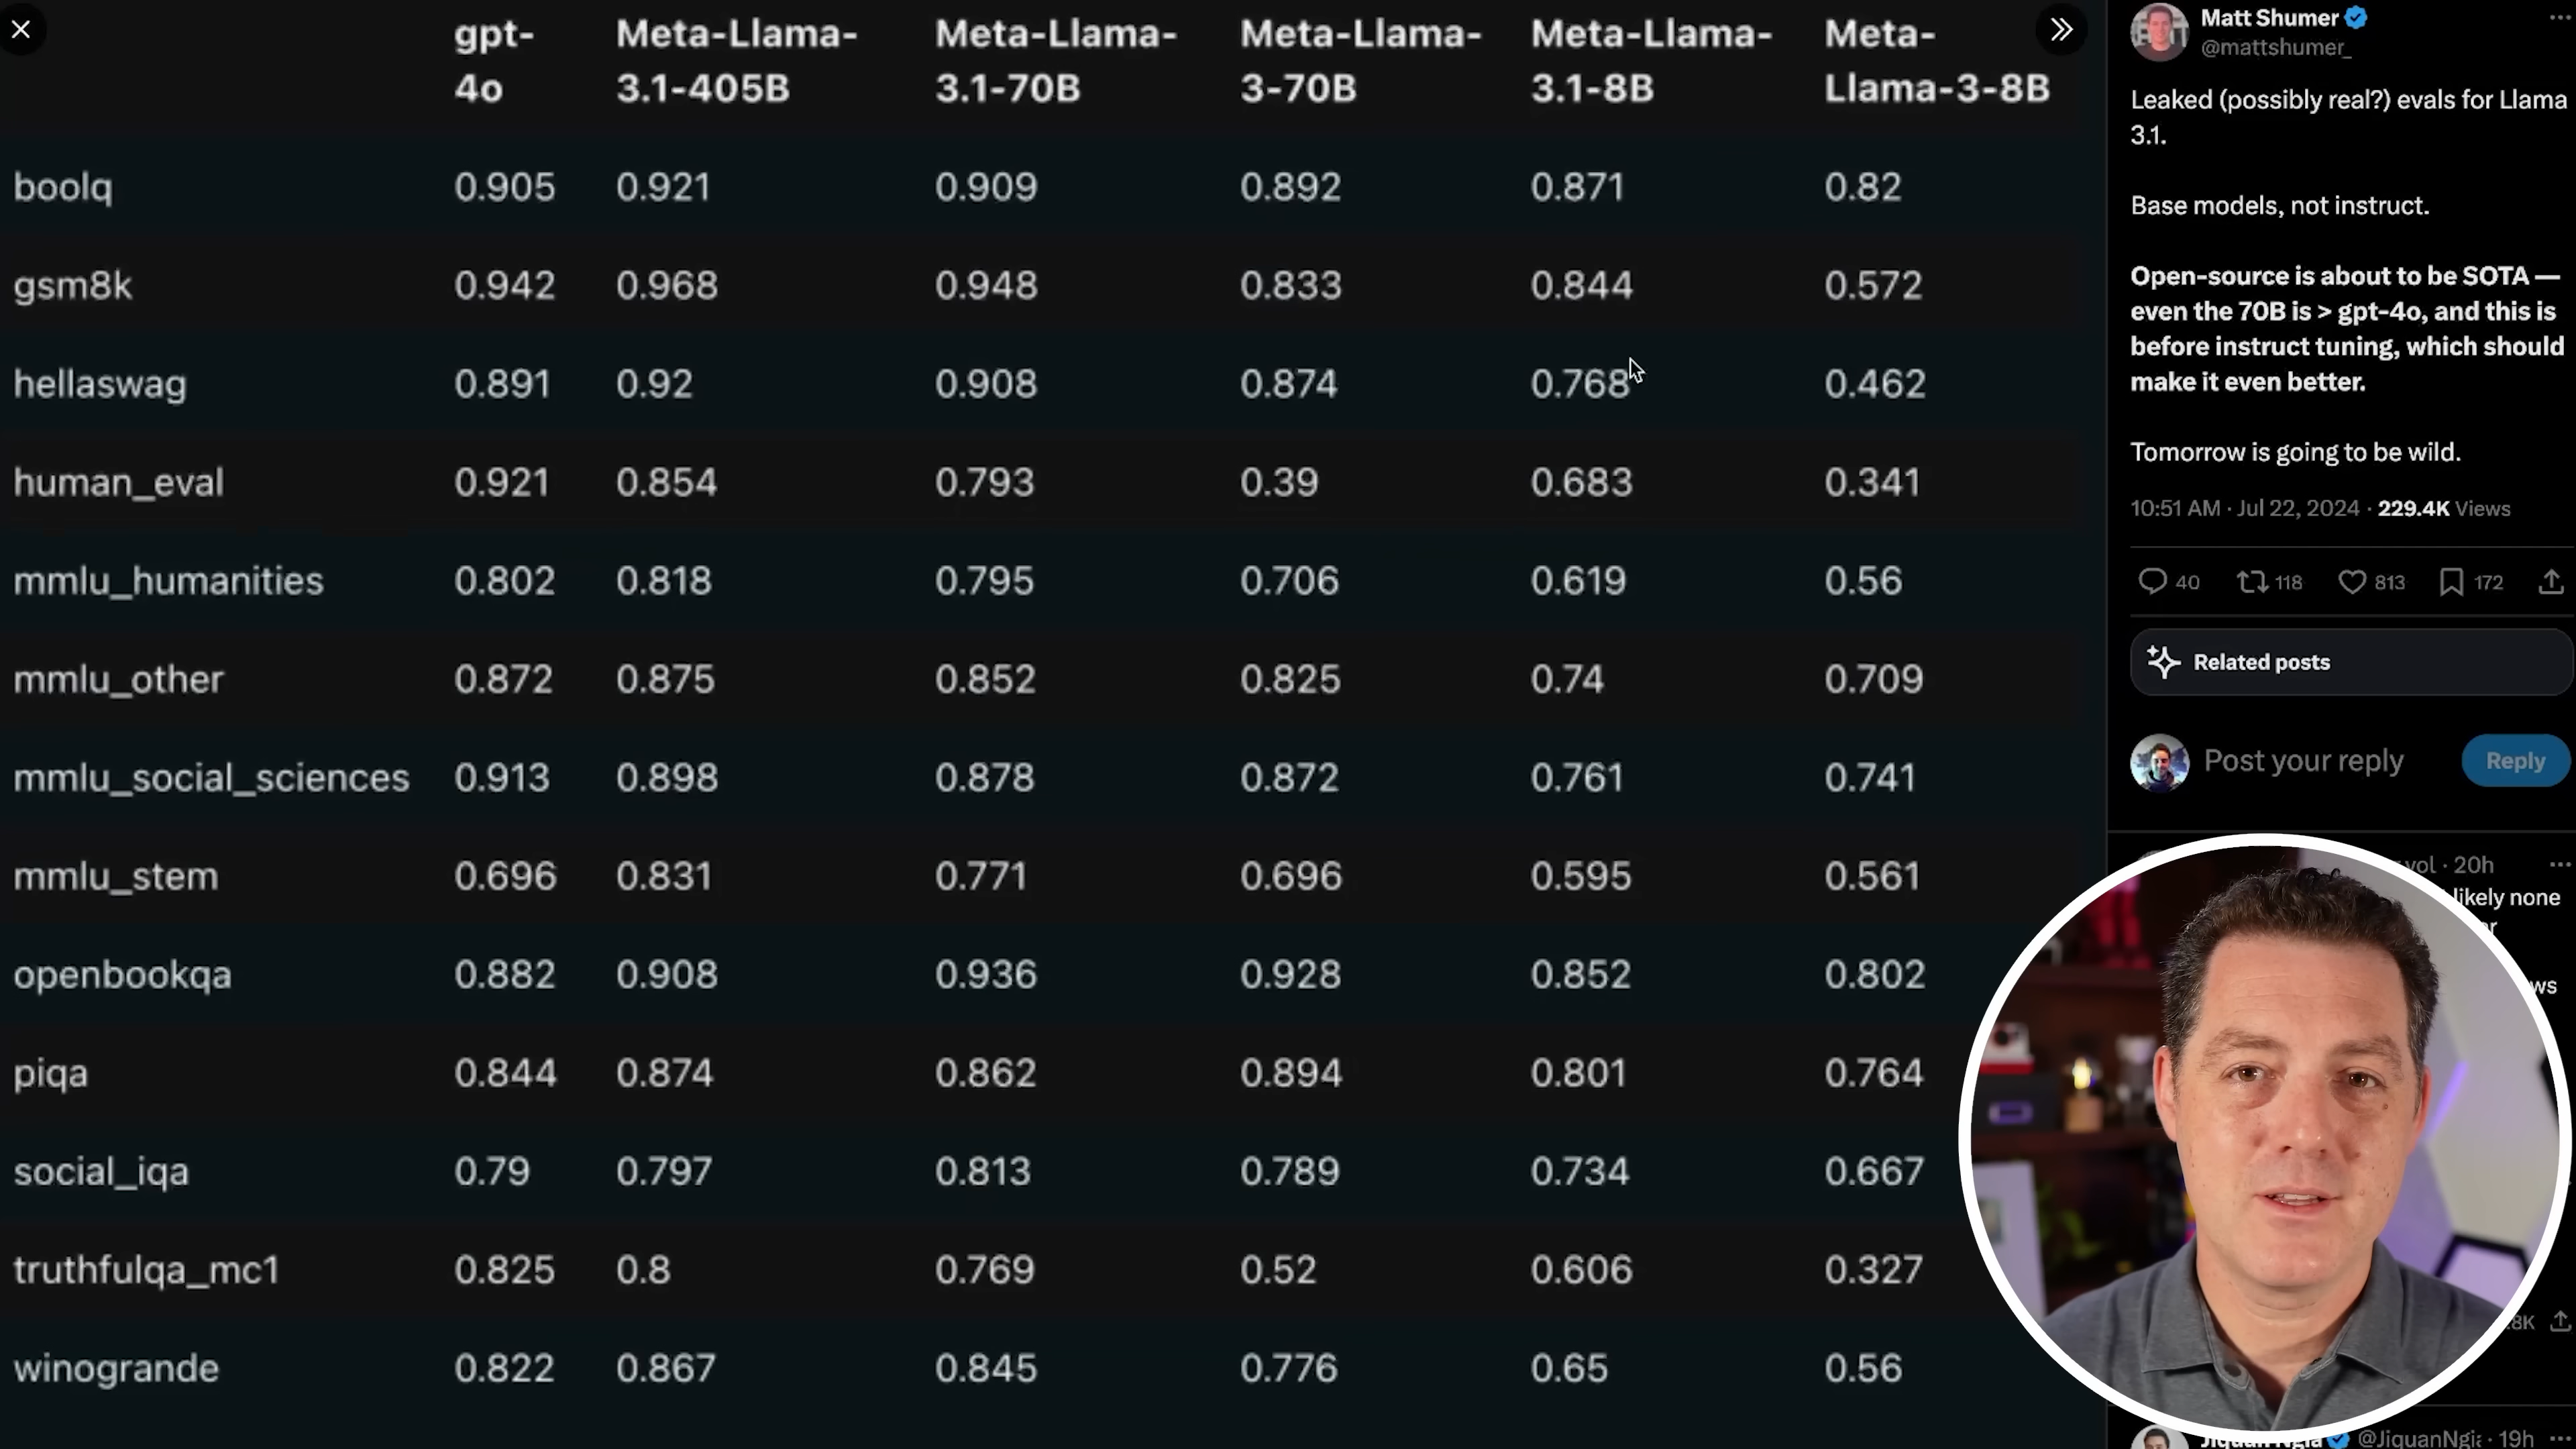 gpt-4o Meta-Llama-3.1-405B Meta-Llama-3.1-70B Meta-Llama-3-70B Meta-Llama-3.1-8B Meta-Llama-3-8B
boolq 0.905 0.921 0.909 0.892 0.871 0.82
gsm8k 0.942 0.968 0.948 0.833 0.844 0.572
hellaswag 0.891 0.92 0.908 0.874 0.768 0.462
human_eval 0.921 0.854 0.793 0.39 0.683 0.341
mmlu_humanities 0.802 0.818 0.795 0.706 0.619 0.56
mmlu_other 0.872 0.875 0.852 0.825 0.74 0.709
mmlu_social_sciences 0.913 0.898 0.878 0.872 0.761 0.741
mmlu_stem 0.696 0.831 0.771 0.696 0.595 0.561
openbookqa 0.882 0.908 0.936 0.928 0.852 0.802
piqa 0.844 0.874 0.862 0.894 0.801 0.764
social_iqa 0.79 0.797 0.813 0.789 0.734 0.667
truthfulqa_mc1 0.825 0.8 0.769 0.52 0.606 0.327
winogrande 0.822 0.867 0.845 0.776 0.65 0.56
Matt Shumer
@mattshumer_
Leaked (possibly real?) evals for Llama
3.1.
Base models, not instruct.
Open-source is about to be SOTA —
even the 70B is > gpt-4o, and this is
before instruct tuning, which should
make it even better.
Tomorrow is going to be wild.
10:51 AM · Jul 22, 2024 · 229.4K Views
40 118 813 172
Related posts
Post your reply
Reply
· 20h
likely none
@JiquanNgia · 19h